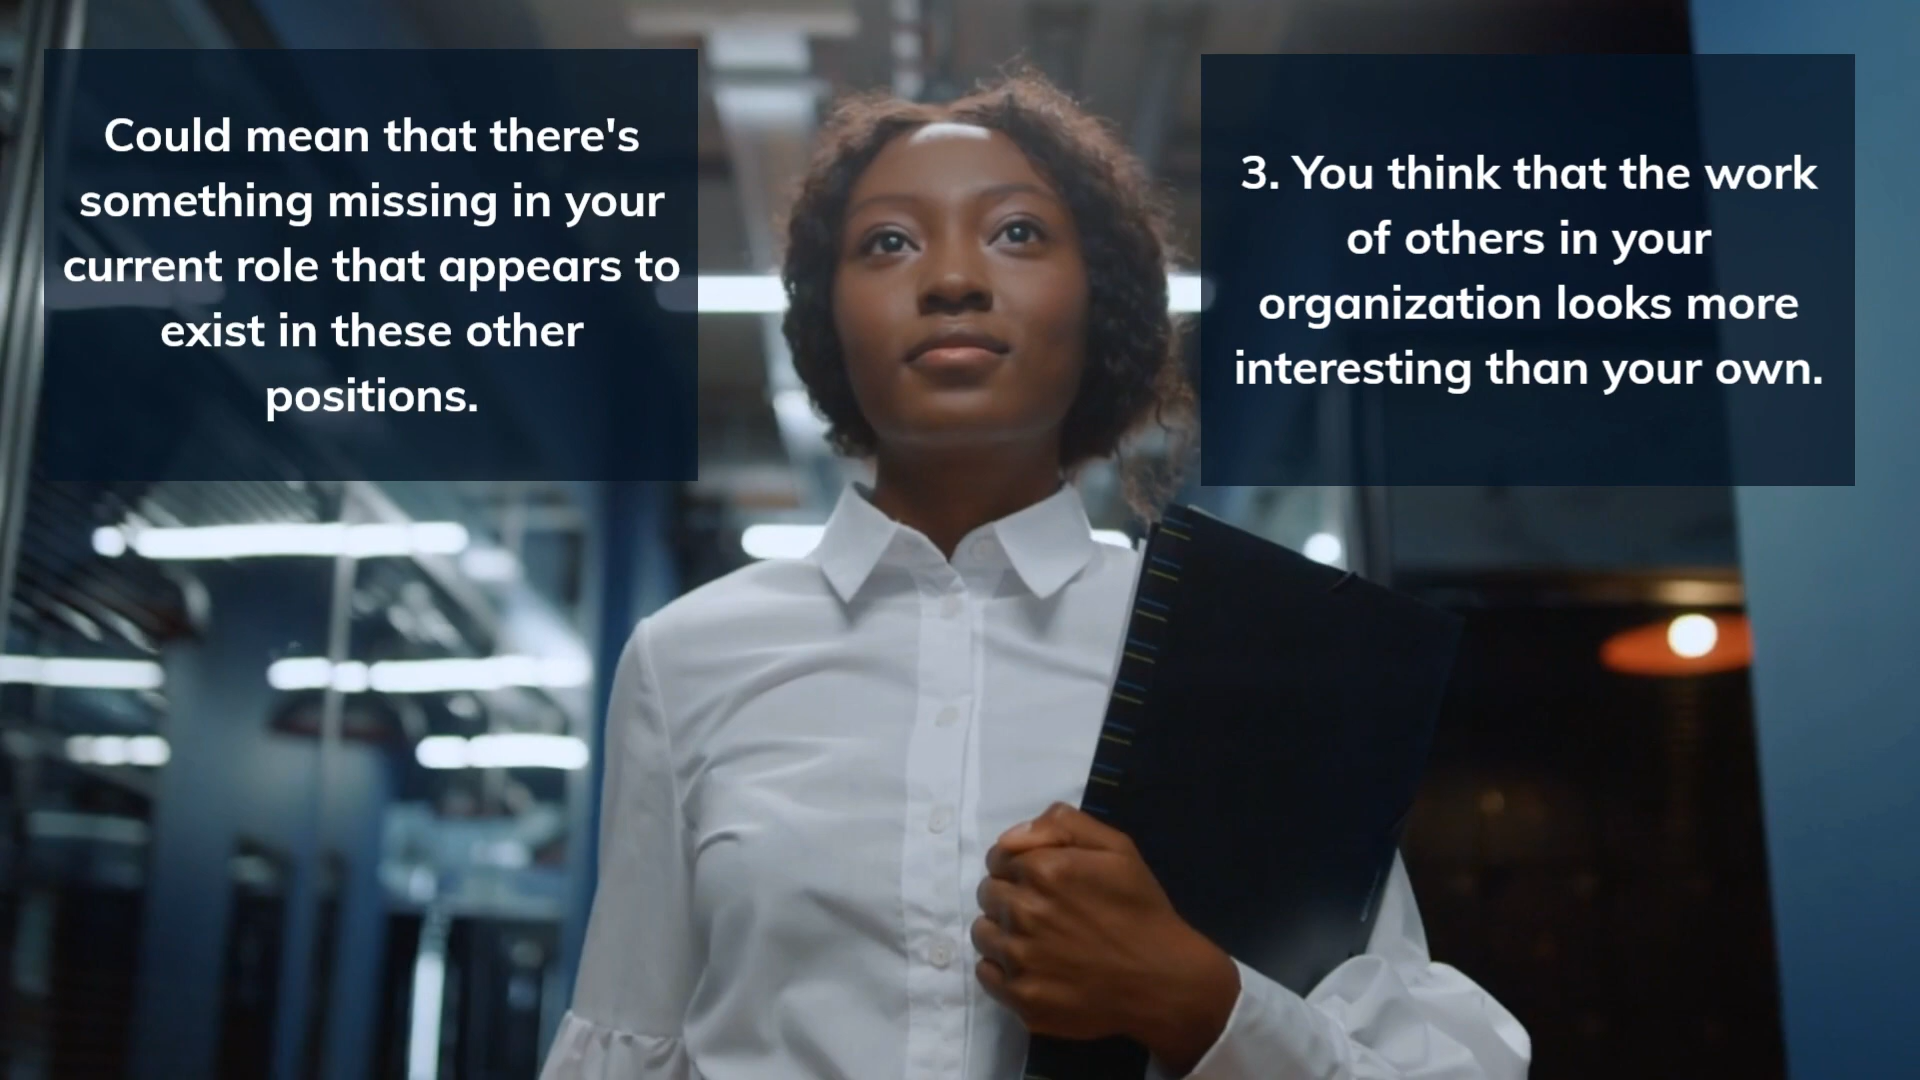 Could mean that there's
something missing in your
current role that appears to
exist in these other
positions.
3. You think that the work
of others in your
organization looks more
interesting than your own.